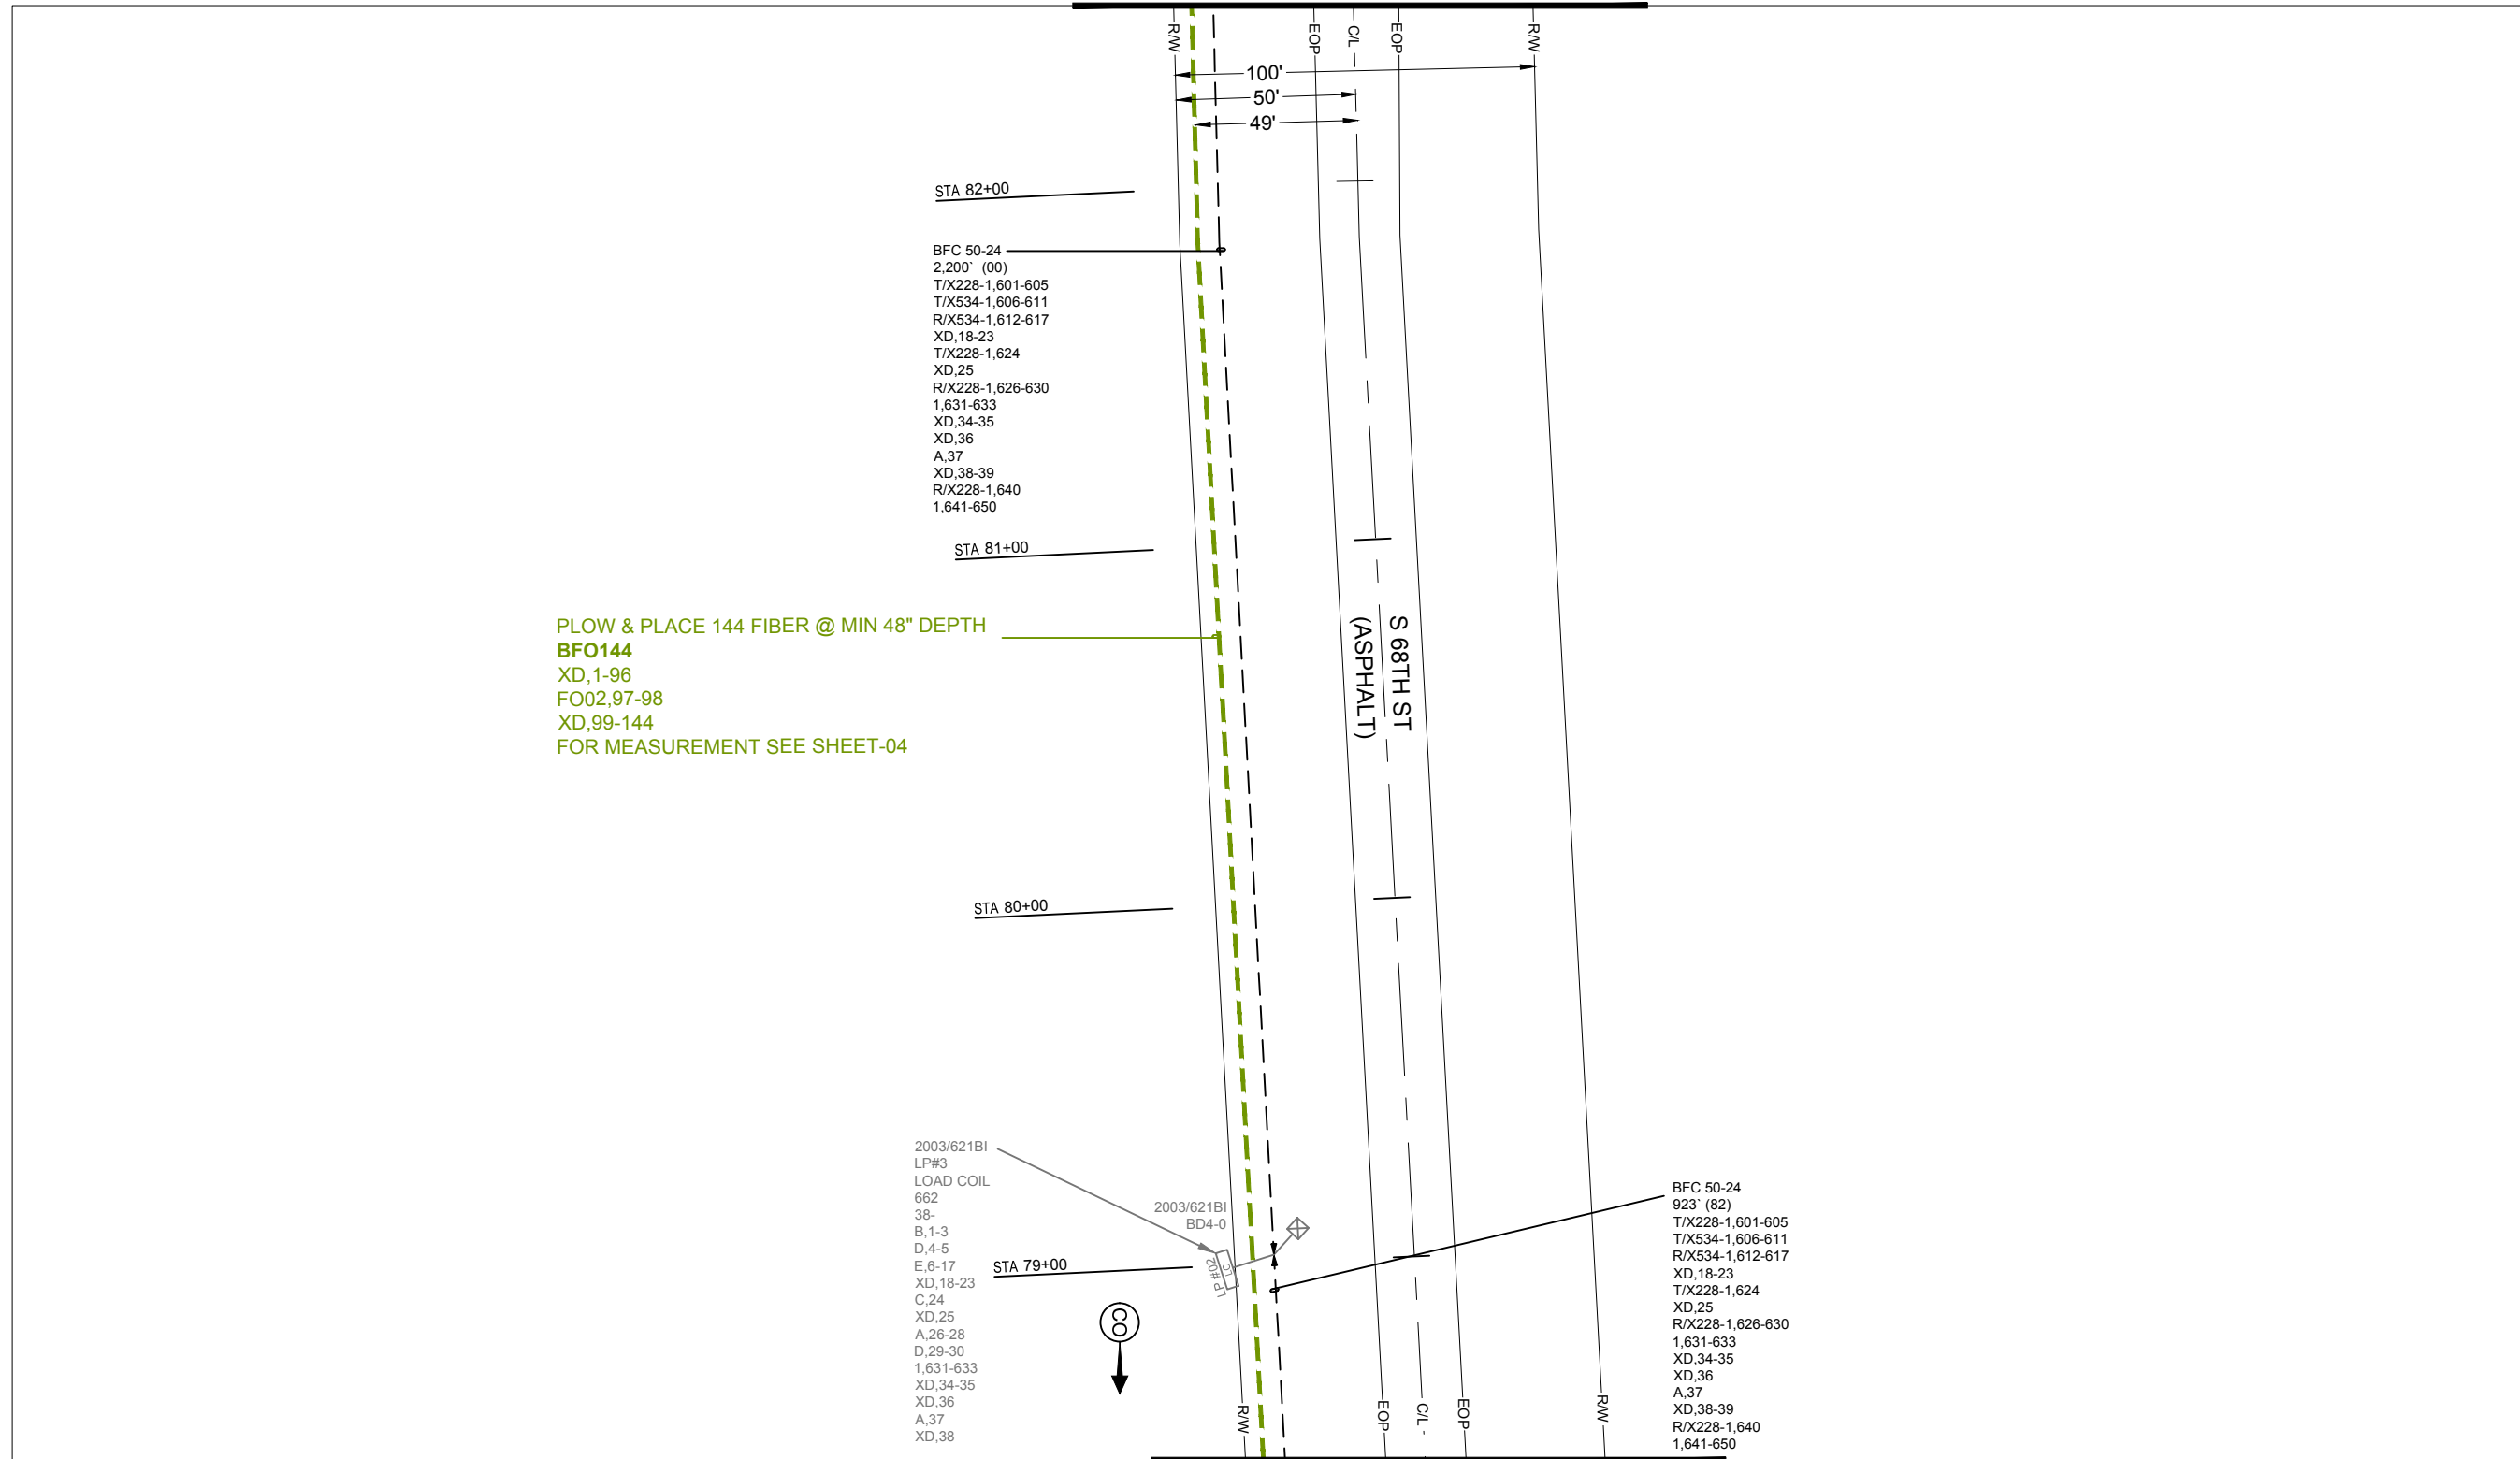 R/W
EOP
C/L
EOP
R/W
100'
50'
49'
STA 82+00
BFC 50-24
2,200` (00)
T/X228-1,601-605
T/X534-1,606-611
R/X534-1,612-617
XD,18-23
T/X228-1,624
XD,25
R/X228-1,626-630
1,631-633
XD,34-35
XD,36
A,37
XD,38-39
R/X228-1,640
1,641-650
STA 81+00
PLOW & PLACE 144 FIBER @ MIN 48" DEPTH
BFO144
XD,1-96
FO02,97-98
XD,99-144
FOR MEASUREMENT SEE SHEET-04
S 68TH ST
(ASPHALT)
STA 80+00
2003/621BI
LP#3
LOAD COIL
662
38-
B,1-3
D,4-5
E,6-17
XD,18-23
C,24
XD,25
A,26-28
D,29-30
1,631-633
XD,34-35
XD,36
A,37
XD,38
2003/621BI
BD4-0
LC
LP #02
STA 79+00
CO
BFC 50-24
923` (82)
T/X228-1,601-605
T/X534-1,606-611
R/X534-1,612-617
XD,18-23
T/X228-1,624
XD,25
R/X228-1,626-630
1,631-633
XD,34-35
XD,36
A,37
XD,38-39
R/X228-1,640
1,641-650
R/W
EOP
C/L
EOP
R/W